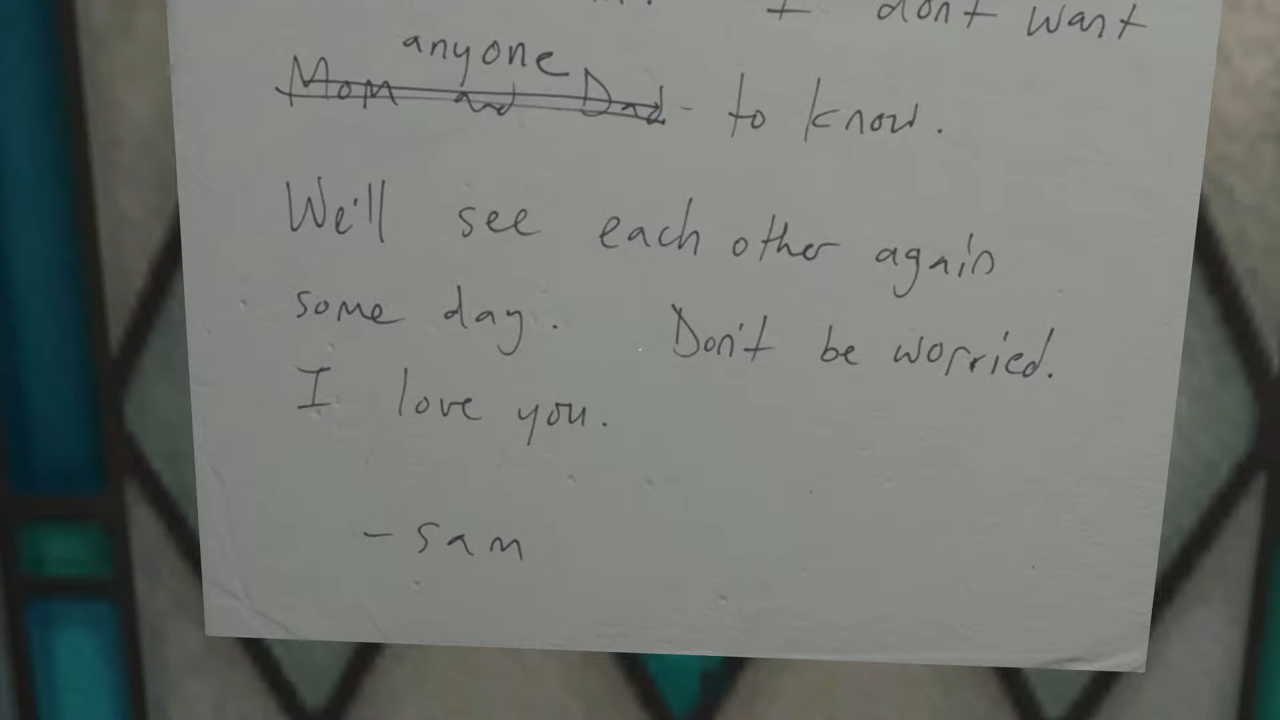 I don't want
anyone
Mom and Dad to know.
We'll see each other again
some day. Don't be worried.
I love you.
- Sam